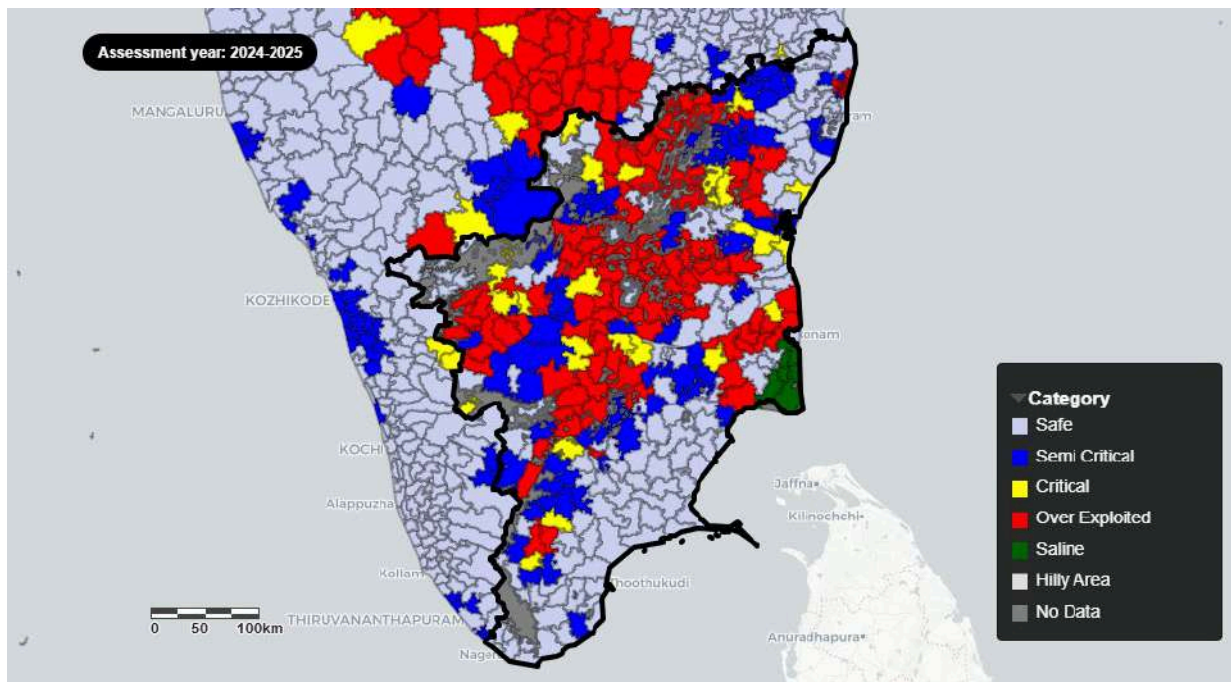 Assessment year: 2024-2025
MANGALURU
KOZHIKODE
KOCHI
Alappuzha
Kollam
THIRUVANANTHAPURAM
Thoothukudi
Jaffna
Kilinochchi
Anuradhapura
0 50 100km
Category
Safe
Semi Critical
Critical
Over Exploited
Saline
Hilly Area
No Data